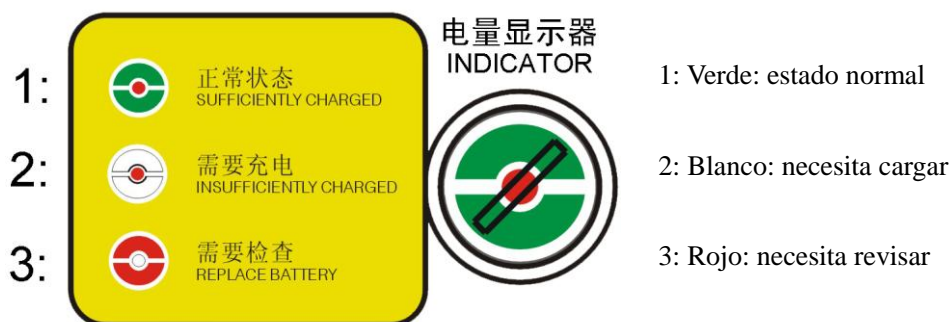 电量显示器
INDICATOR
1:
正常状态
SUFFICIENTLY CHARGED
1: Verde: estado normal
2:
需要充电
INSUFFICIENTLY CHARGED
2: Blanco: necesita cargar
3:
需要检查
REPLACE BATTERY
3: Rojo: necesita revisar